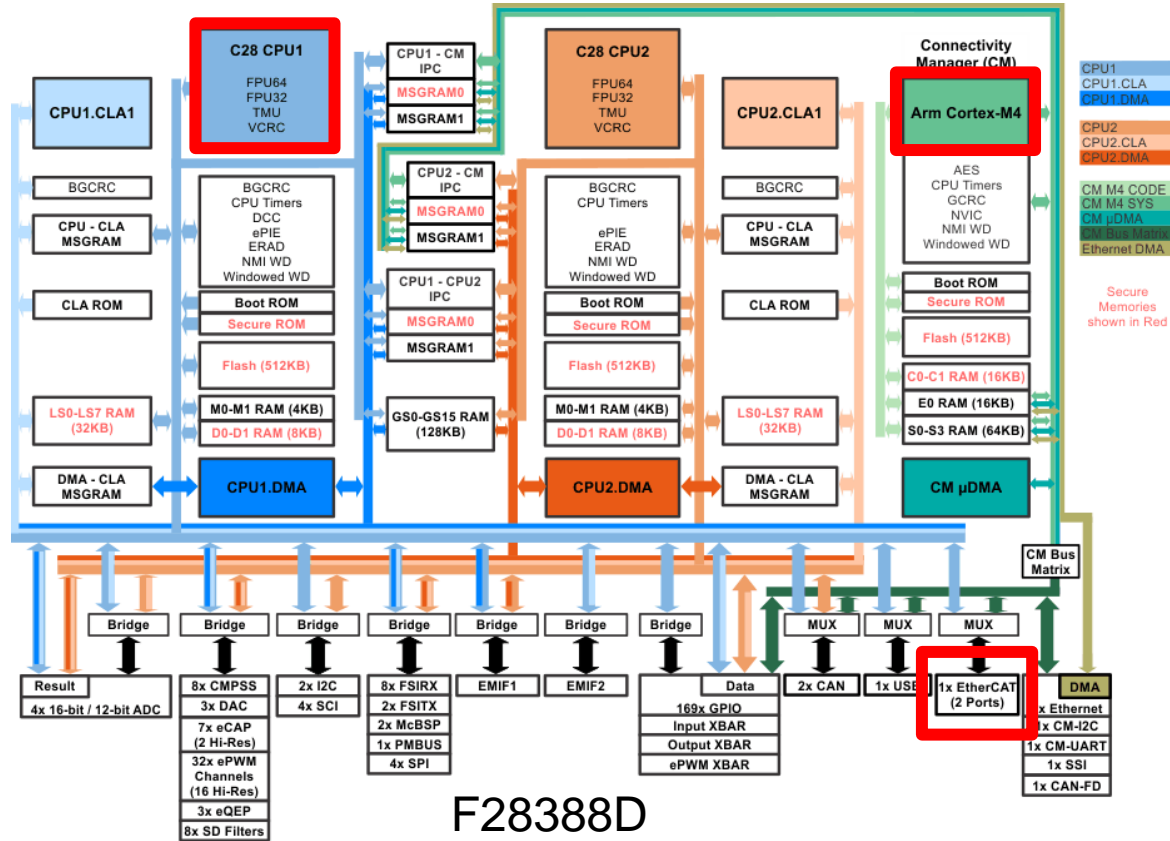 C28 CPU1
FPU64
FPU32
TMU
VCRC
CPU1 - CM
IPC
MSGRAM0
MSGRAM1
C28 CPU2
FPU64
FPU32
TMU
VCRC
Connectivity
Manager (CM)
Arm Cortex-M4
CPU1
CPU1.CLA
CPU1.DMA
CPU2
CPU2.CLA
CPU2.DMA
CM M4 CODE
CM M4 SYS
CM µDMA
CM Bus Matrix
Ethernet DMA
Secure
Memories
shown in Red
CPU1.CLA1
BGCRC
CPU - CLA
MSGRAM
CLA ROM
LS0-LS7 RAM
(32KB)
DMA - CLA
MSGRAM
BGCRC
CPU Timers
DCC
ePIE
ERAD
NMI WD
Windowed WD
Boot ROM
Secure ROM
Flash (512KB)
M0-M1 RAM (4KB)
D0-D1 RAM (8KB)
CPU1.DMA
CPU2 - CM
IPC
MSGRAM0
MSGRAM1
CPU1 - CPU2
IPC
MSGRAM0
MSGRAM1
GS0-GS15 RAM
(128KB)
BGCRC
CPU Timers
ePIE
ERAD
NMI WD
Windowed WD
Boot ROM
Secure ROM
Flash (512KB)
M0-M1 RAM (4KB)
D0-D1 RAM (8KB)
CPU2.DMA
CPU2.CLA1
BGCRC
CPU - CLA
MSGRAM
CLA ROM
LS0-LS7 RAM
(32KB)
DMA - CLA
MSGRAM
AES
CPU Timers
GCRC
NVIC
NMI WD
Windowed WD
Boot ROM
Secure ROM
Flash (512KB)
C0-C1 RAM (16KB)
E0 RAM (16KB)
S0-S3 RAM (64KB)
CM µDMA
CM Bus
Matrix
Bridge
Bridge
Bridge
Bridge
Bridge
Bridge
Bridge
MUX
MUX
MUX
Result
4x 16-bit / 12-bit ADC
8x CMPSS
3x DAC
7x eCAP
(2 Hi-Res)
32x ePWM
Channels
(16 Hi-Res)
3x eQEP
8x SD Filters
2x I2C
4x SCI
8x FSIRX
2x FSITX
2x McBSP
1x PMBUS
4x SPI
EMIF1
EMIF2
Data
169x GPIO
Input XBAR
Output XBAR
ePWM XBAR
2x CAN
1x USB
1x EtherCAT
(2 Ports)
DMA
x Ethernet
1x CM-I2C
1x CM-UART
1x SSI
1x CAN-FD
F28388D